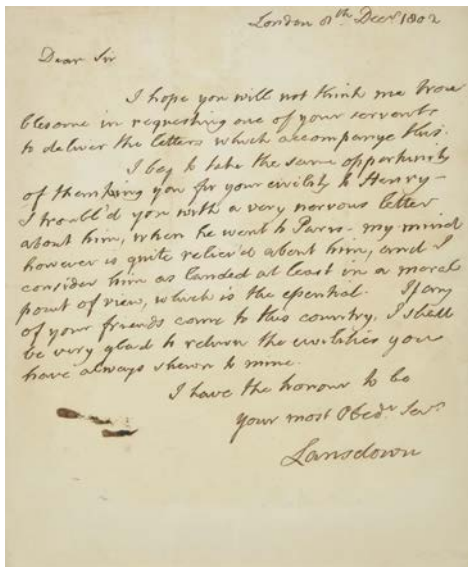 London 8th Decr. 1802
Dear Sir
I hope you will not think me trou
blesome in requesting one of your servants
to deliver the letters which accompanye this.
I beg to take the same opportunity
of thanking you for your civility to Henry –
I troubl'd you with a very nervous letter
about him, when he went to Paris – my mind
however is quite reliev'd about him, and I
consider him as landed at least in a moral
point of view, which is the essential. If any
of your friends come to this country, I shall
be very glad to return the civilities you
have always shewn to mine.
I have the honour to be
your most Obedt. Servt.
Lansdown